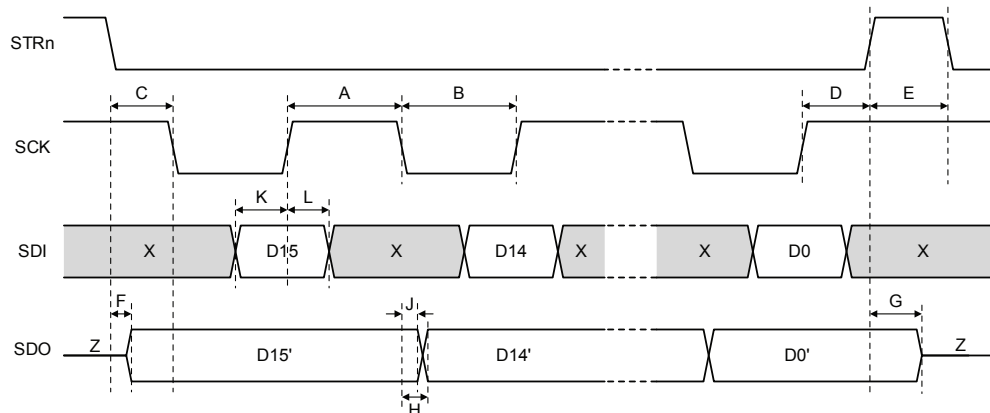 STRn
C A B D E
SCK
K L
SDI X D15 X D14 X X D0 X
F J G
SDO Z D15' D14' D0' Z
H